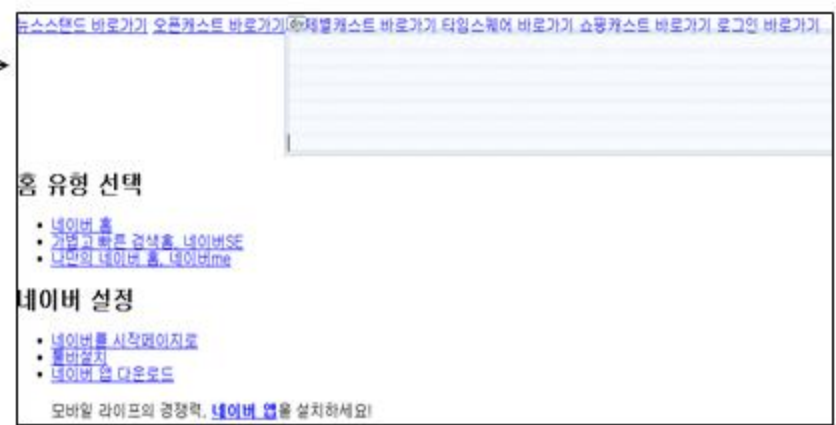 뉴스스탠드 바로가기 오픈캐스트 바로가기 제별캐스트 바로가기 타임스퀘어 바로가기 쇼핑캐스트 바로가기 로그인 바로가기
홈 유형 선택
• 네이버 홈
• 가볍고 빠른 검색홈, 네이버SE
• 나만의 네이버 홈, 네이버me
네이버 설정
• 네이버를 시작페이지로
• 툴바설치
• 네이버 앱 다운로드
모바일 라이프의 경쟁력, 네이버 앱을 설치하세요!